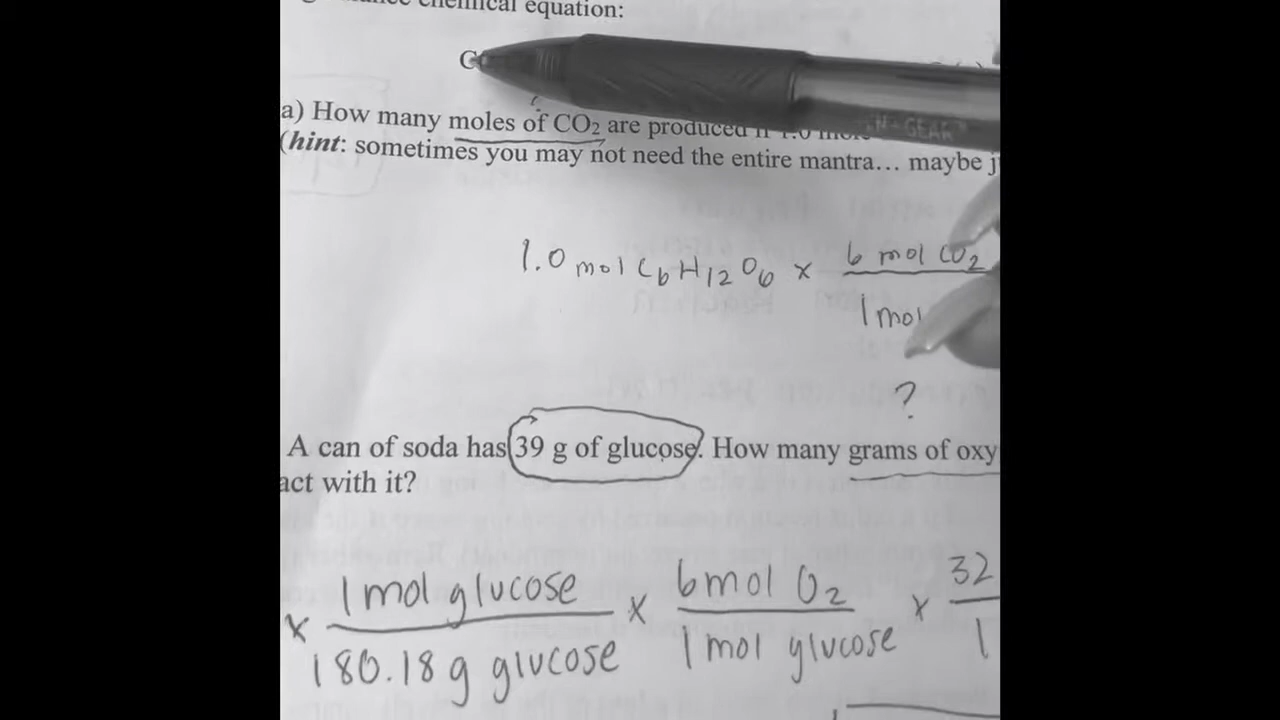 chemical equation:
C
a) How many moles of CO₂ are produced if 1.0
(hint: sometimes you may not need the entire mantra... maybe
1.0 mol C₆H₁₂O₆ x 6 mol CO₂
1 mol
?
A can of soda has 39 g of glucose. How many grams of oxy
act with it?
x 1 mol glucose x 6 mol O₂ x 32
180.18 g glucose 1 mol glucose 1